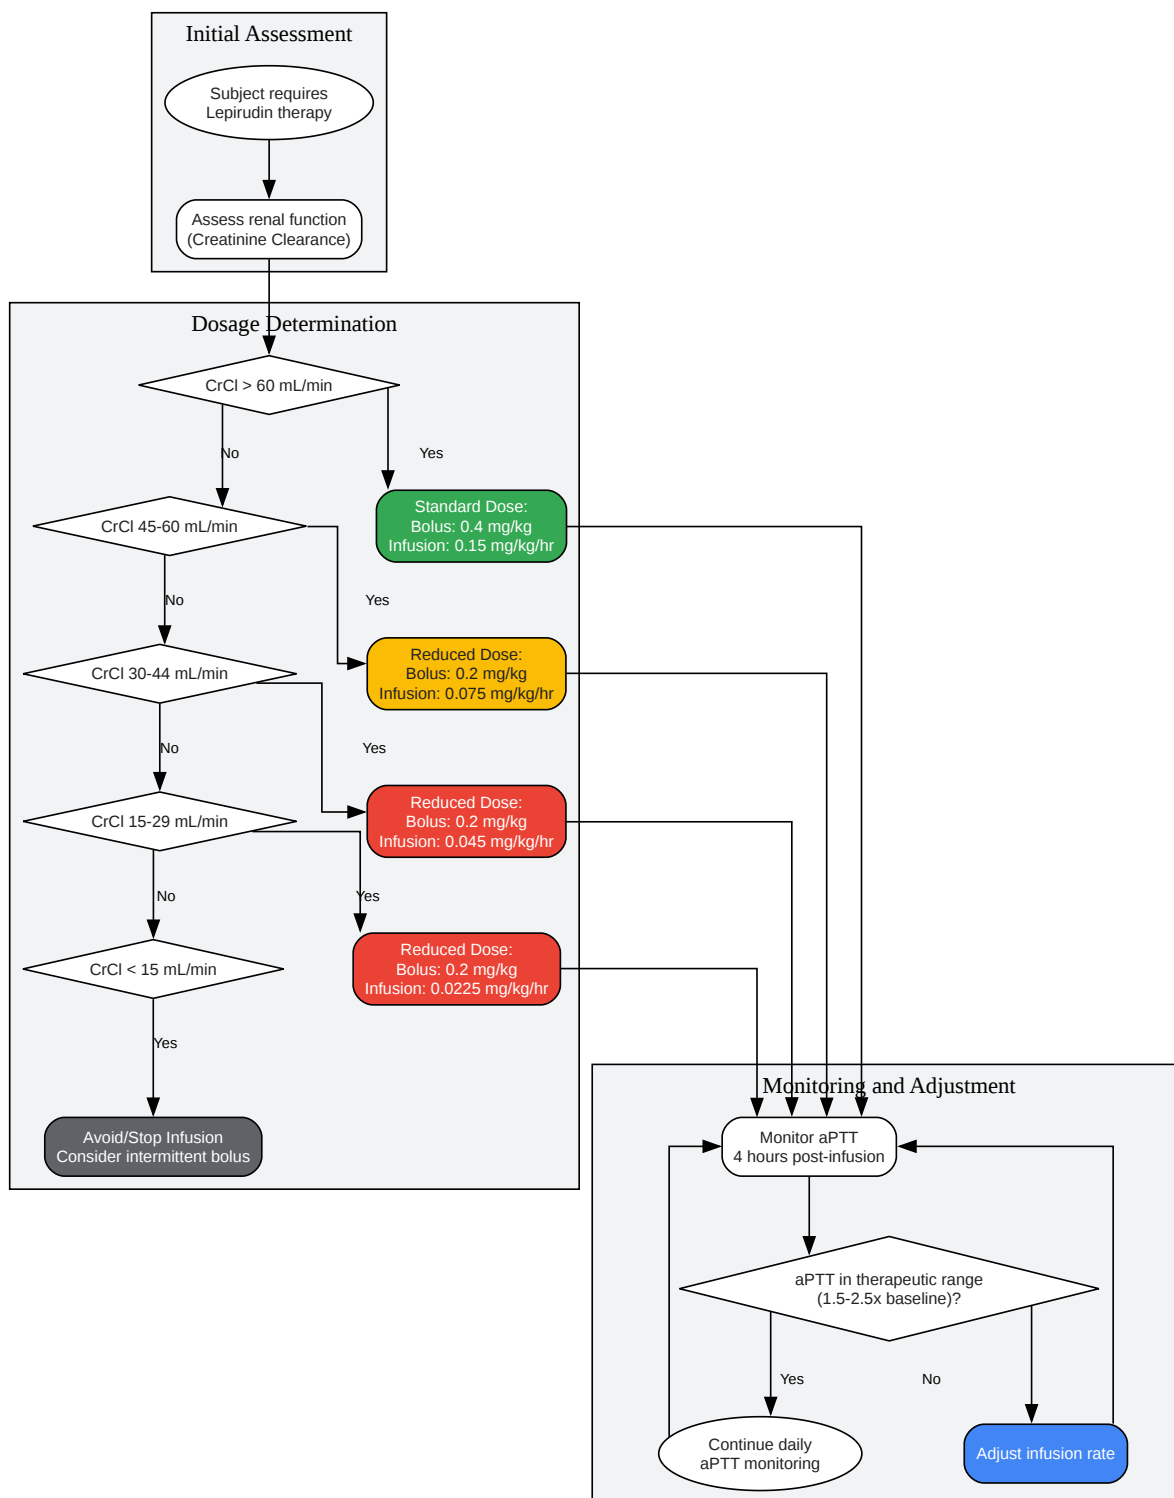 Initial Assessment
Subject requires
Lepirudin therapy
Assess renal function
(Creatinine Clearance)
Dosage Determination
CrCl > 60 mL/min
No
Yes
CrCl 45-60 mL/min
Standard Dose:
Bolus: 0.4 mg/kg
Infusion: 0.15 mg/kg/hr
No
Yes
CrCl 30-44 mL/min
Reduced Dose:
Bolus: 0.2 mg/kg
Infusion: 0.075 mg/kg/hr
No
Yes
CrCl 15-29 mL/min
Reduced Dose:
Bolus: 0.2 mg/kg
Infusion: 0.045 mg/kg/hr
No
Yes
CrCl < 15 mL/min
Reduced Dose:
Bolus: 0.2 mg/kg
Infusion: 0.0225 mg/kg/hr
Yes
Avoid/Stop Infusion
Consider intermittent bolus
Monitoring and Adjustment
Monitor aPTT
4 hours post-infusion
aPTT in therapeutic range
(1.5-2.5x baseline)?
Yes
No
Continue daily
aPTT monitoring
Adjust infusion rate